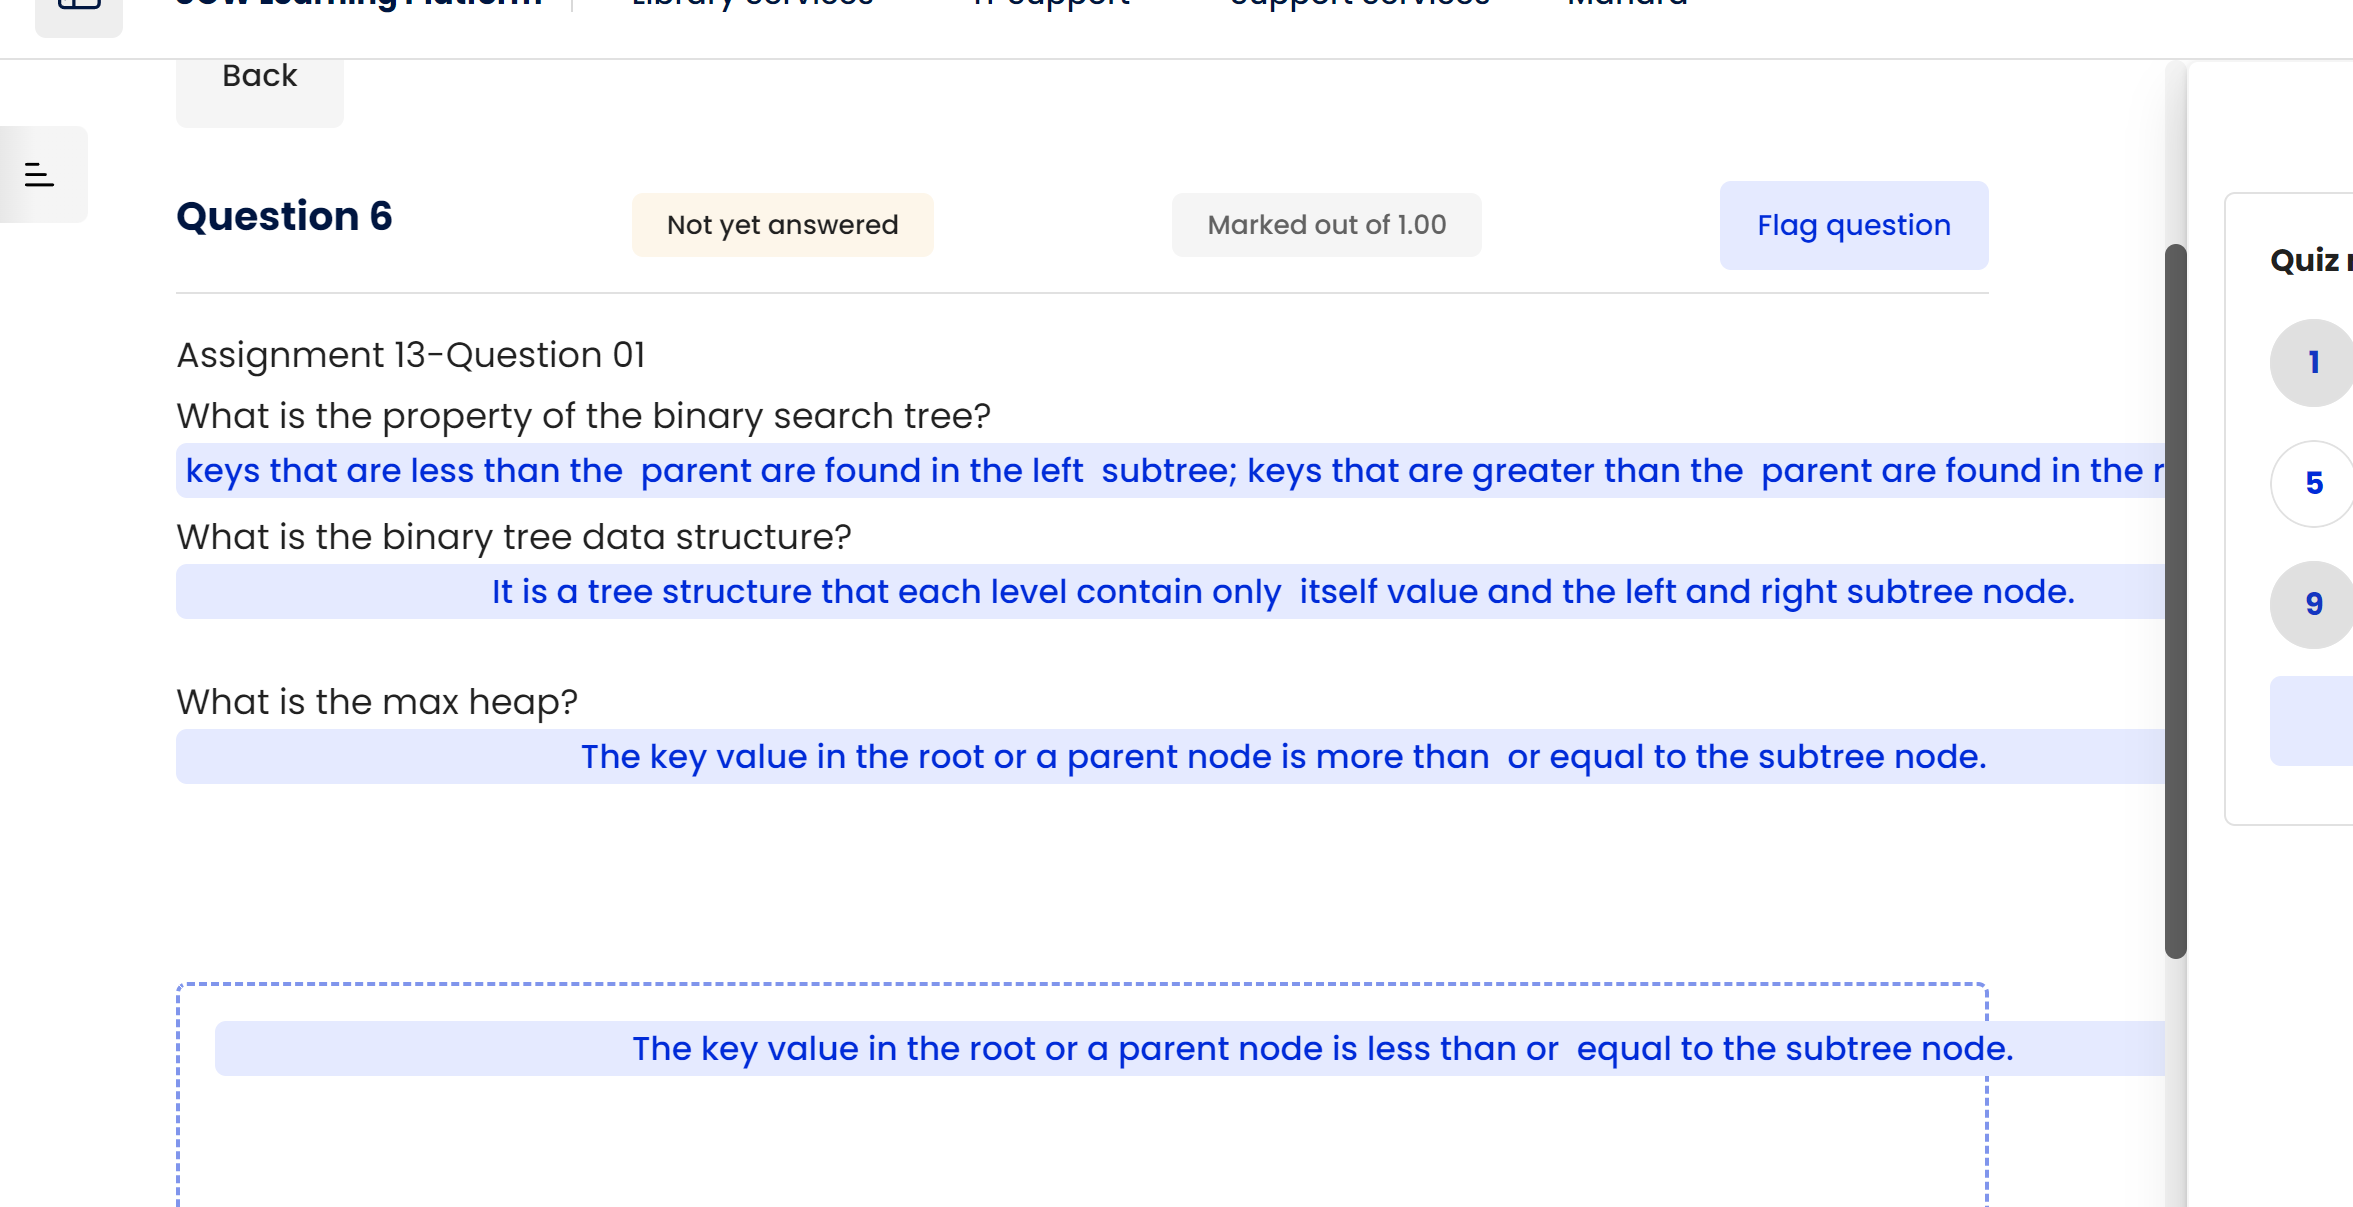 Learning Platform
Library Services
IT Support
Support Services
Back
Question 6
Not yet answered
Marked out of 1.00
Flag question
Quiz
1
5
9
Assignment 13-Question 01
What is the property of the binary search tree?
keys that are less than the  parent are found in the left  subtree; keys that are greater than the  parent are found in the r
What is the binary tree data structure?
It is a tree structure that each level contain only  itself value and the left and right subtree node.
What is the max heap?
The key value in the root or a parent node is more than  or equal to the subtree node.
The key value in the root or a parent node is less than or  equal to the subtree node.